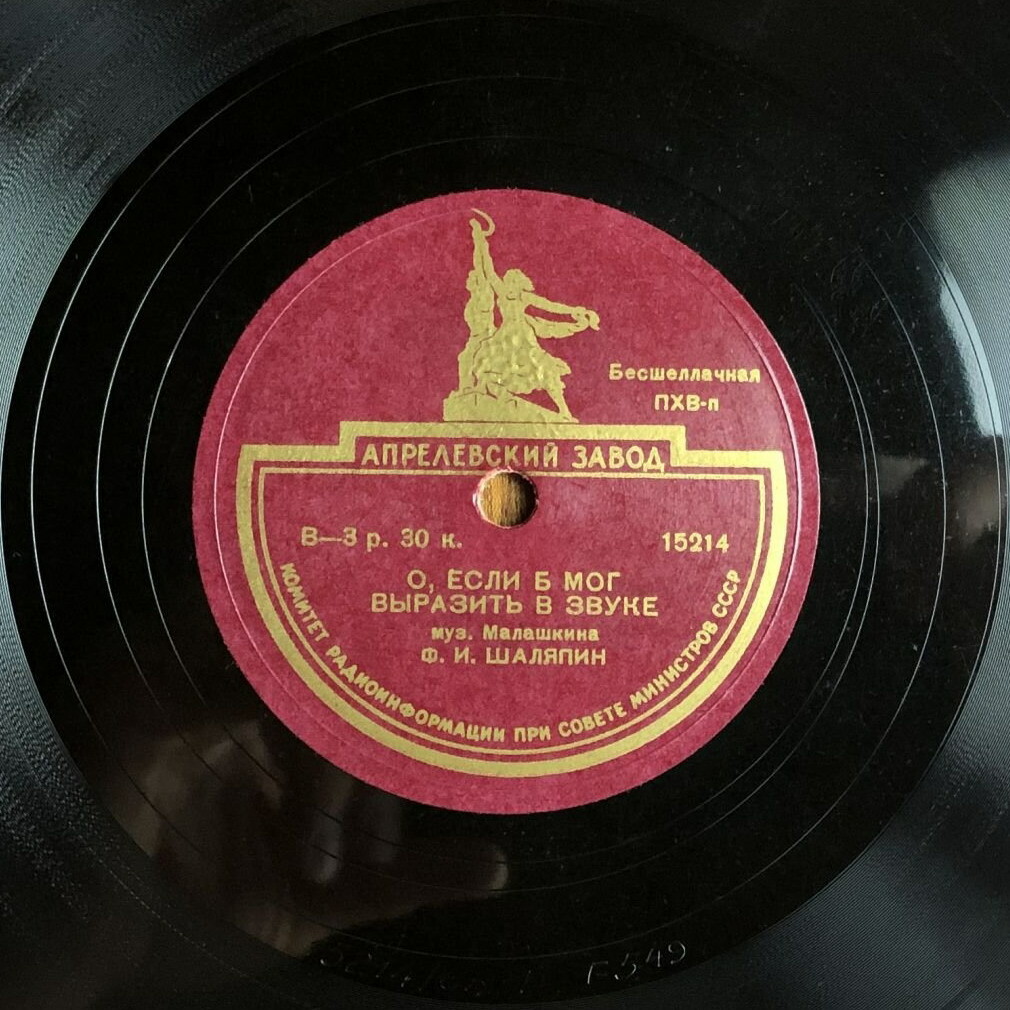 Бесшеллачная
ПХВ-п
АПРЕЛЕВСКИЙ ЗАВОД
В—3 р. 30 к.
15214
О, ЕСЛИ Б МОГ
ВЫРАЗИТЬ В ЗВУКЕ
муз. Малашкина
Ф. И. ШАЛЯПИН
КОМИТЕТ РАДИОИНФОРМАЦИИ ПРИ СОВЕТЕ МИНИСТРОВ СССР
Г549